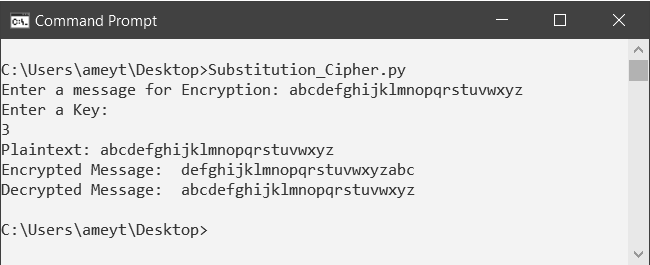 Command Prompt
C:\Users\ameyt\Desktop>Substitution_Cipher.py
Enter a message for Encryption: abcdefghijklmnopqrstuvwxyz
Enter a Key:
3
Plaintext: abcdefghijklmnopqrstuvwxyz
Encrypted Message:  defghijklmnopqrstuvwxyzabc
Decrypted Message:  abcdefghijklmnopqrstuvwxyz
C:\Users\ameyt\Desktop>